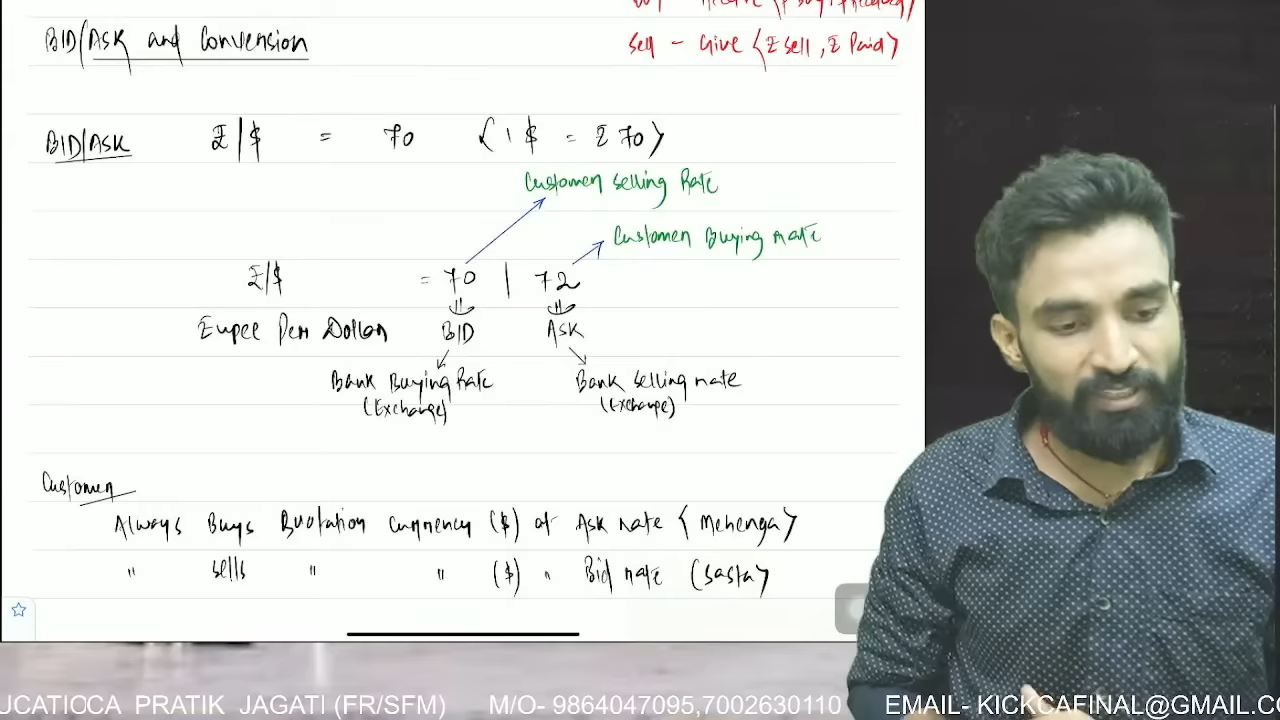 Sell - Give {₹ Sell, ₹ Paid}
BID/ASK and Convension
BID/ASK ₹/$ = 70 {1 $ = ₹ 70}
Customer Selling Rate
Customer Buying rate
₹/$ = 70 | 72
Rupee Per Dollar BID ASK
Bank Buying Rate Bank Selling rate
(Exchange) (Exchange)
Customer
Always Buys Quotation Currency ($) at Ask rate {Mehenga}
" sells " " ($) " Bid rate (Sasta}
UCATIOCA PRATIK JAGATI (FR/SFM) M/O- 9864047095,7002630110 EMAIL- KICKCAFINAL@GMAIL.C